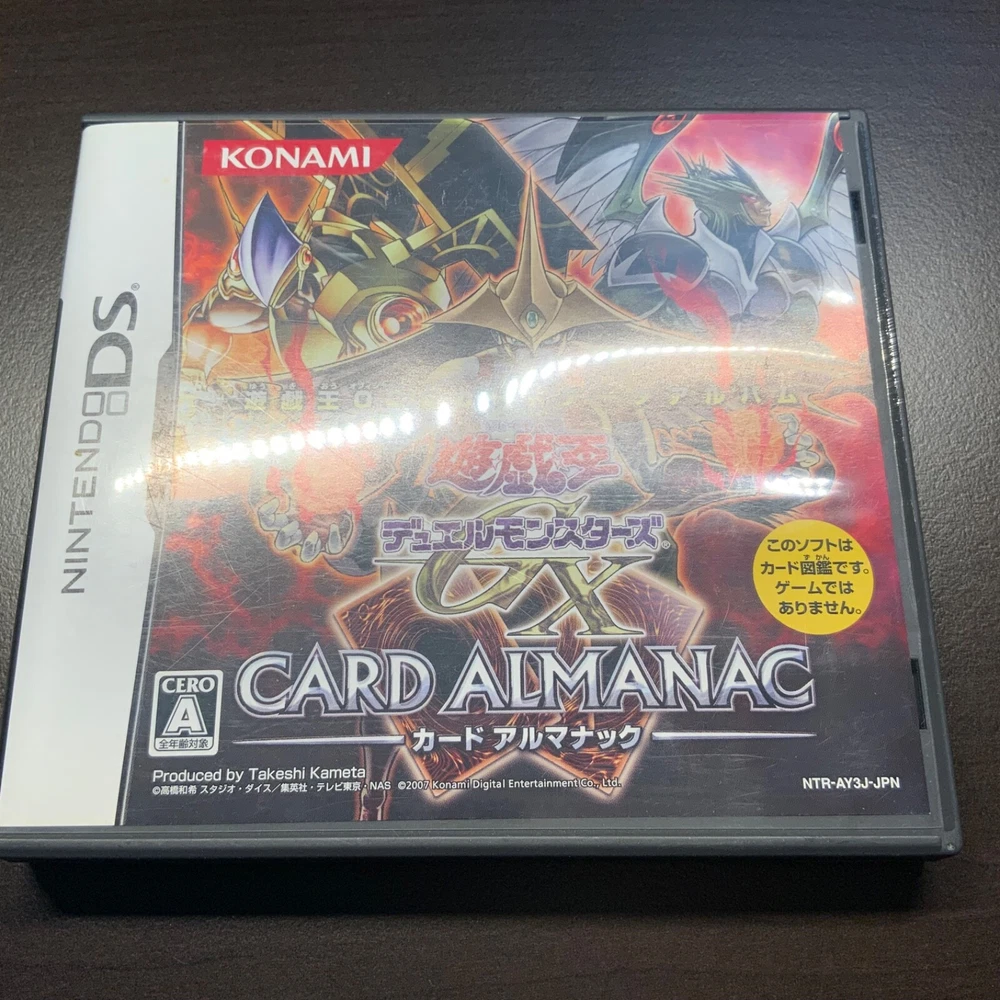 KONAMI
NINTENDO DS®
遊戯王
デュエルモンスターズ®
GX
CARD ALMANAC
カード アルマナック
このソフトは
カード図鑑です。
ず かん
ゲームでは
ありません。
CERO
A
全年齢対象
Produced by Takeshi Kameta
©高橋和希 スタジオ・ダイス／集英社・テレビ東京・NAS ©2007 Konami Digital Entertainment Co., Ltd.
NTR-AY3J-JPN